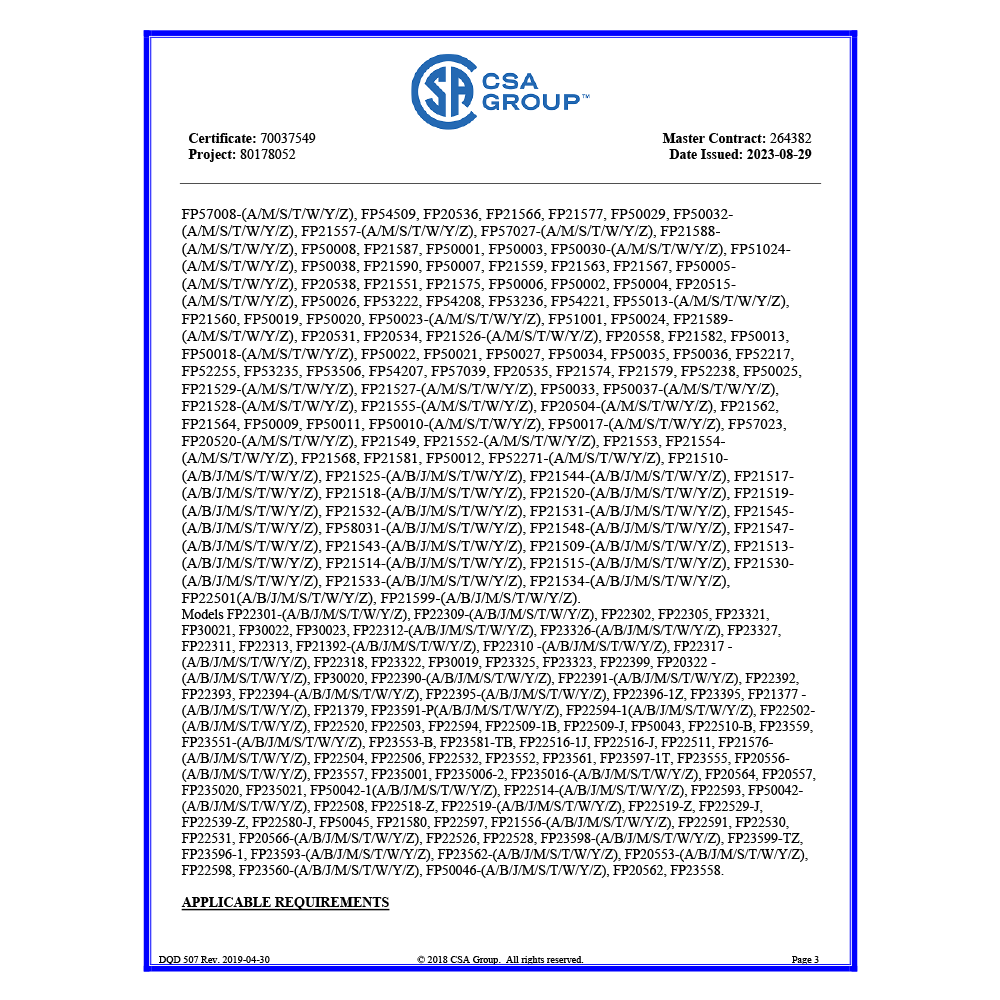 CSA
GROUP™
Certificate: 70037549
Master Contract: 264382
Project: 80178052
Date Issued: 2023-08-29
FP57008-(A/M/S/T/W/Y/Z), FP54509, FP20536, FP21566, FP21577, FP50029, FP50032-
(A/M/S/T/W/Y/Z), FP21557-(A/M/S/T/W/Y/Z), FP57027-(A/M/S/T/W/Y/Z), FP21588-
(A/M/S/T/W/Y/Z), FP50008, FP21587, FP50001, FP50003, FP50030-(A/M/S/T/W/Y/Z), FP51024-
(A/M/S/T/W/Y/Z), FP50038, FP21590, FP50007, FP21559, FP21563, FP21567, FP50005-
(A/M/S/T/W/Y/Z), FP20538, FP21551, FP21575, FP50006, FP50002, FP50004, FP20515-
(A/M/S/T/W/Y/Z), FP50026, FP53222, FP54208, FP53236, FP54221, FP55013-(A/M/S/T/W/Y/Z),
FP21560, FP50019, FP50020, FP50023-(A/M/S/T/W/Y/Z), FP51001, FP50024, FP21589-
(A/M/S/T/W/Y/Z), FP20531, FP20534, FP21526-(A/M/S/T/W/Y/Z), FP20558, FP21582, FP50013,
FP50018-(A/M/S/T/W/Y/Z), FP50022, FP50021, FP50027, FP50034, FP50035, FP50036, FP52217,
FP52255, FP53235, FP53506, FP54207, FP57039, FP20535, FP21574, FP21579, FP52238, FP50025,
FP21529-(A/M/S/T/W/Y/Z), FP21527-(A/M/S/T/W/Y/Z), FP50033, FP50037-(A/M/S/T/W/Y/Z),
FP21528-(A/M/S/T/W/Y/Z), FP21555-(A/M/S/T/W/Y/Z), FP20504-(A/M/S/T/W/Y/Z), FP21562,
FP21564, FP50009, FP50011, FP50010-(A/M/S/T/W/Y/Z), FP50017-(A/M/S/T/W/Y/Z), FP57023,
FP20520-(A/M/S/T/W/Y/Z), FP21549, FP21552-(A/M/S/T/W/Y/Z), FP21553, FP21554-
(A/M/S/T/W/Y/Z), FP21568, FP21581, FP50012, FP52271-(A/M/S/T/W/Y/Z), FP21510-
(A/B/J/M/S/T/W/Y/Z), FP21525-(A/B/J/M/S/T/W/Y/Z), FP21544-(A/B/J/M/S/T/W/Y/Z), FP21517-
(A/B/J/M/S/T/W/Y/Z), FP21518-(A/B/J/M/S/T/W/Y/Z), FP21520-(A/B/J/M/S/T/W/Y/Z), FP21519-
(A/B/J/M/S/T/W/Y/Z), FP21532-(A/B/J/M/S/T/W/Y/Z), FP21531-(A/B/J/M/S/T/W/Y/Z), FP21545-
(A/B/J/M/S/T/W/Y/Z), FP58031-(A/B/J/M/S/T/W/Y/Z), FP21548-(A/B/J/M/S/T/W/Y/Z), FP21547-
(A/B/J/M/S/T/W/Y/Z), FP21543-(A/B/J/M/S/T/W/Y/Z), FP21509-(A/B/J/M/S/T/W/Y/Z), FP21513-
(A/B/J/M/S/T/W/Y/Z), FP21514-(A/B/J/M/S/T/W/Y/Z), FP21515-(A/B/J/M/S/T/W/Y/Z), FP21530-
(A/B/J/M/S/T/W/Y/Z), FP21533-(A/B/J/M/S/T/W/Y/Z), FP21534-(A/B/J/M/S/T/W/Y/Z),
FP22501(A/B/J/M/S/T/W/Y/Z), FP21599-(A/B/J/M/S/T/W/Y/Z).
Models FP22301-(A/B/J/M/S/T/W/Y/Z), FP22309-(A/B/J/M/S/T/W/Y/Z), FP22302, FP22305, FP23321,
FP30021, FP30022, FP30023, FP22312-(A/B/J/M/S/T/W/Y/Z), FP23326-(A/B/J/M/S/T/W/Y/Z), FP23327,
FP22311, FP22313, FP21392-(A/B/J/M/S/T/W/Y/Z), FP22310 -(A/B/J/M/S/T/W/Y/Z), FP22317 -
(A/B/J/M/S/T/W/Y/Z), FP22318, FP23322, FP30019, FP23325, FP23323, FP22399, FP20322 -
(A/B/J/M/S/T/W/Y/Z), FP30020, FP22390-(A/B/J/M/S/T/W/Y/Z), FP22391-(A/B/J/M/S/T/W/Y/Z), FP22392,
FP22393, FP22394-(A/B/J/M/S/T/W/Y/Z), FP22395-(A/B/J/M/S/T/W/Y/Z), FP22396-1Z, FP23395, FP21377 -
(A/B/J/M/S/T/W/Y/Z), FP21379, FP23591-P(A/B/J/M/S/T/W/Y/Z), FP22594-1(A/B/J/M/S/T/W/Y/Z), FP22502-
(A/B/J/M/S/T/W/Y/Z), FP22520, FP22503, FP22594, FP22509-1B, FP22509-J, FP50043, FP22510-B, FP23559,
FP23551-(A/B/J/M/S/T/W/Y/Z), FP23553-B, FP23581-TB, FP22516-1J, FP22516-J, FP22511, FP21576-
(A/B/J/M/S/T/W/Y/Z), FP22504, FP22506, FP22532, FP23552, FP23561, FP23597-1T, FP23555, FP20556-
(A/B/J/M/S/T/W/Y/Z), FP23557, FP235001, FP235006-2, FP235016-(A/B/J/M/S/T/W/Y/Z), FP20564, FP20557,
FP235020, FP235021, FP50042-1(A/B/J/M/S/T/W/Y/Z), FP22514-(A/B/J/M/S/T/W/Y/Z), FP22593, FP50042-
(A/B/J/M/S/T/W/Y/Z), FP22508, FP22518-Z, FP22519-(A/B/J/M/S/T/W/Y/Z), FP22519-Z, FP22529-J,
FP22539-Z, FP22580-J, FP50045, FP21580, FP22597, FP21556-(A/B/J/M/S/T/W/Y/Z), FP22591, FP22530,
FP22531, FP20566-(A/B/J/M/S/T/W/Y/Z), FP22526, FP22528, FP23598-(A/B/J/M/S/T/W/Y/Z), FP23599-TZ,
FP23596-1, FP23593-(A/B/J/M/S/T/W/Y/Z), FP23562-(A/B/J/M/S/T/W/Y/Z), FP20553-(A/B/J/M/S/T/W/Y/Z),
FP22598, FP23560-(A/B/J/M/S/T/W/Y/Z), FP50046-(A/B/J/M/S/T/W/Y/Z), FP20562, FP23558.
APPLICABLE REQUIREMENTS
DQD 507 Rev. 2019-04-30
© 2018 CSA Group. All rights reserved.
Page 3